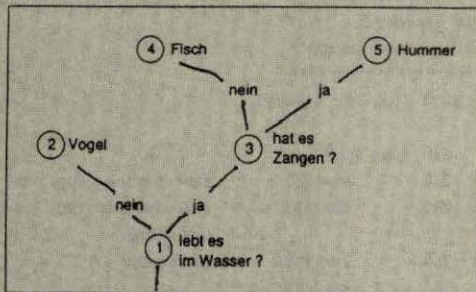 4 Fisch
5 Hummer
nein
ja
3 hat es
Zangen ?
2 Vogel
nein
ja
1 lebt es
im Wasser ?